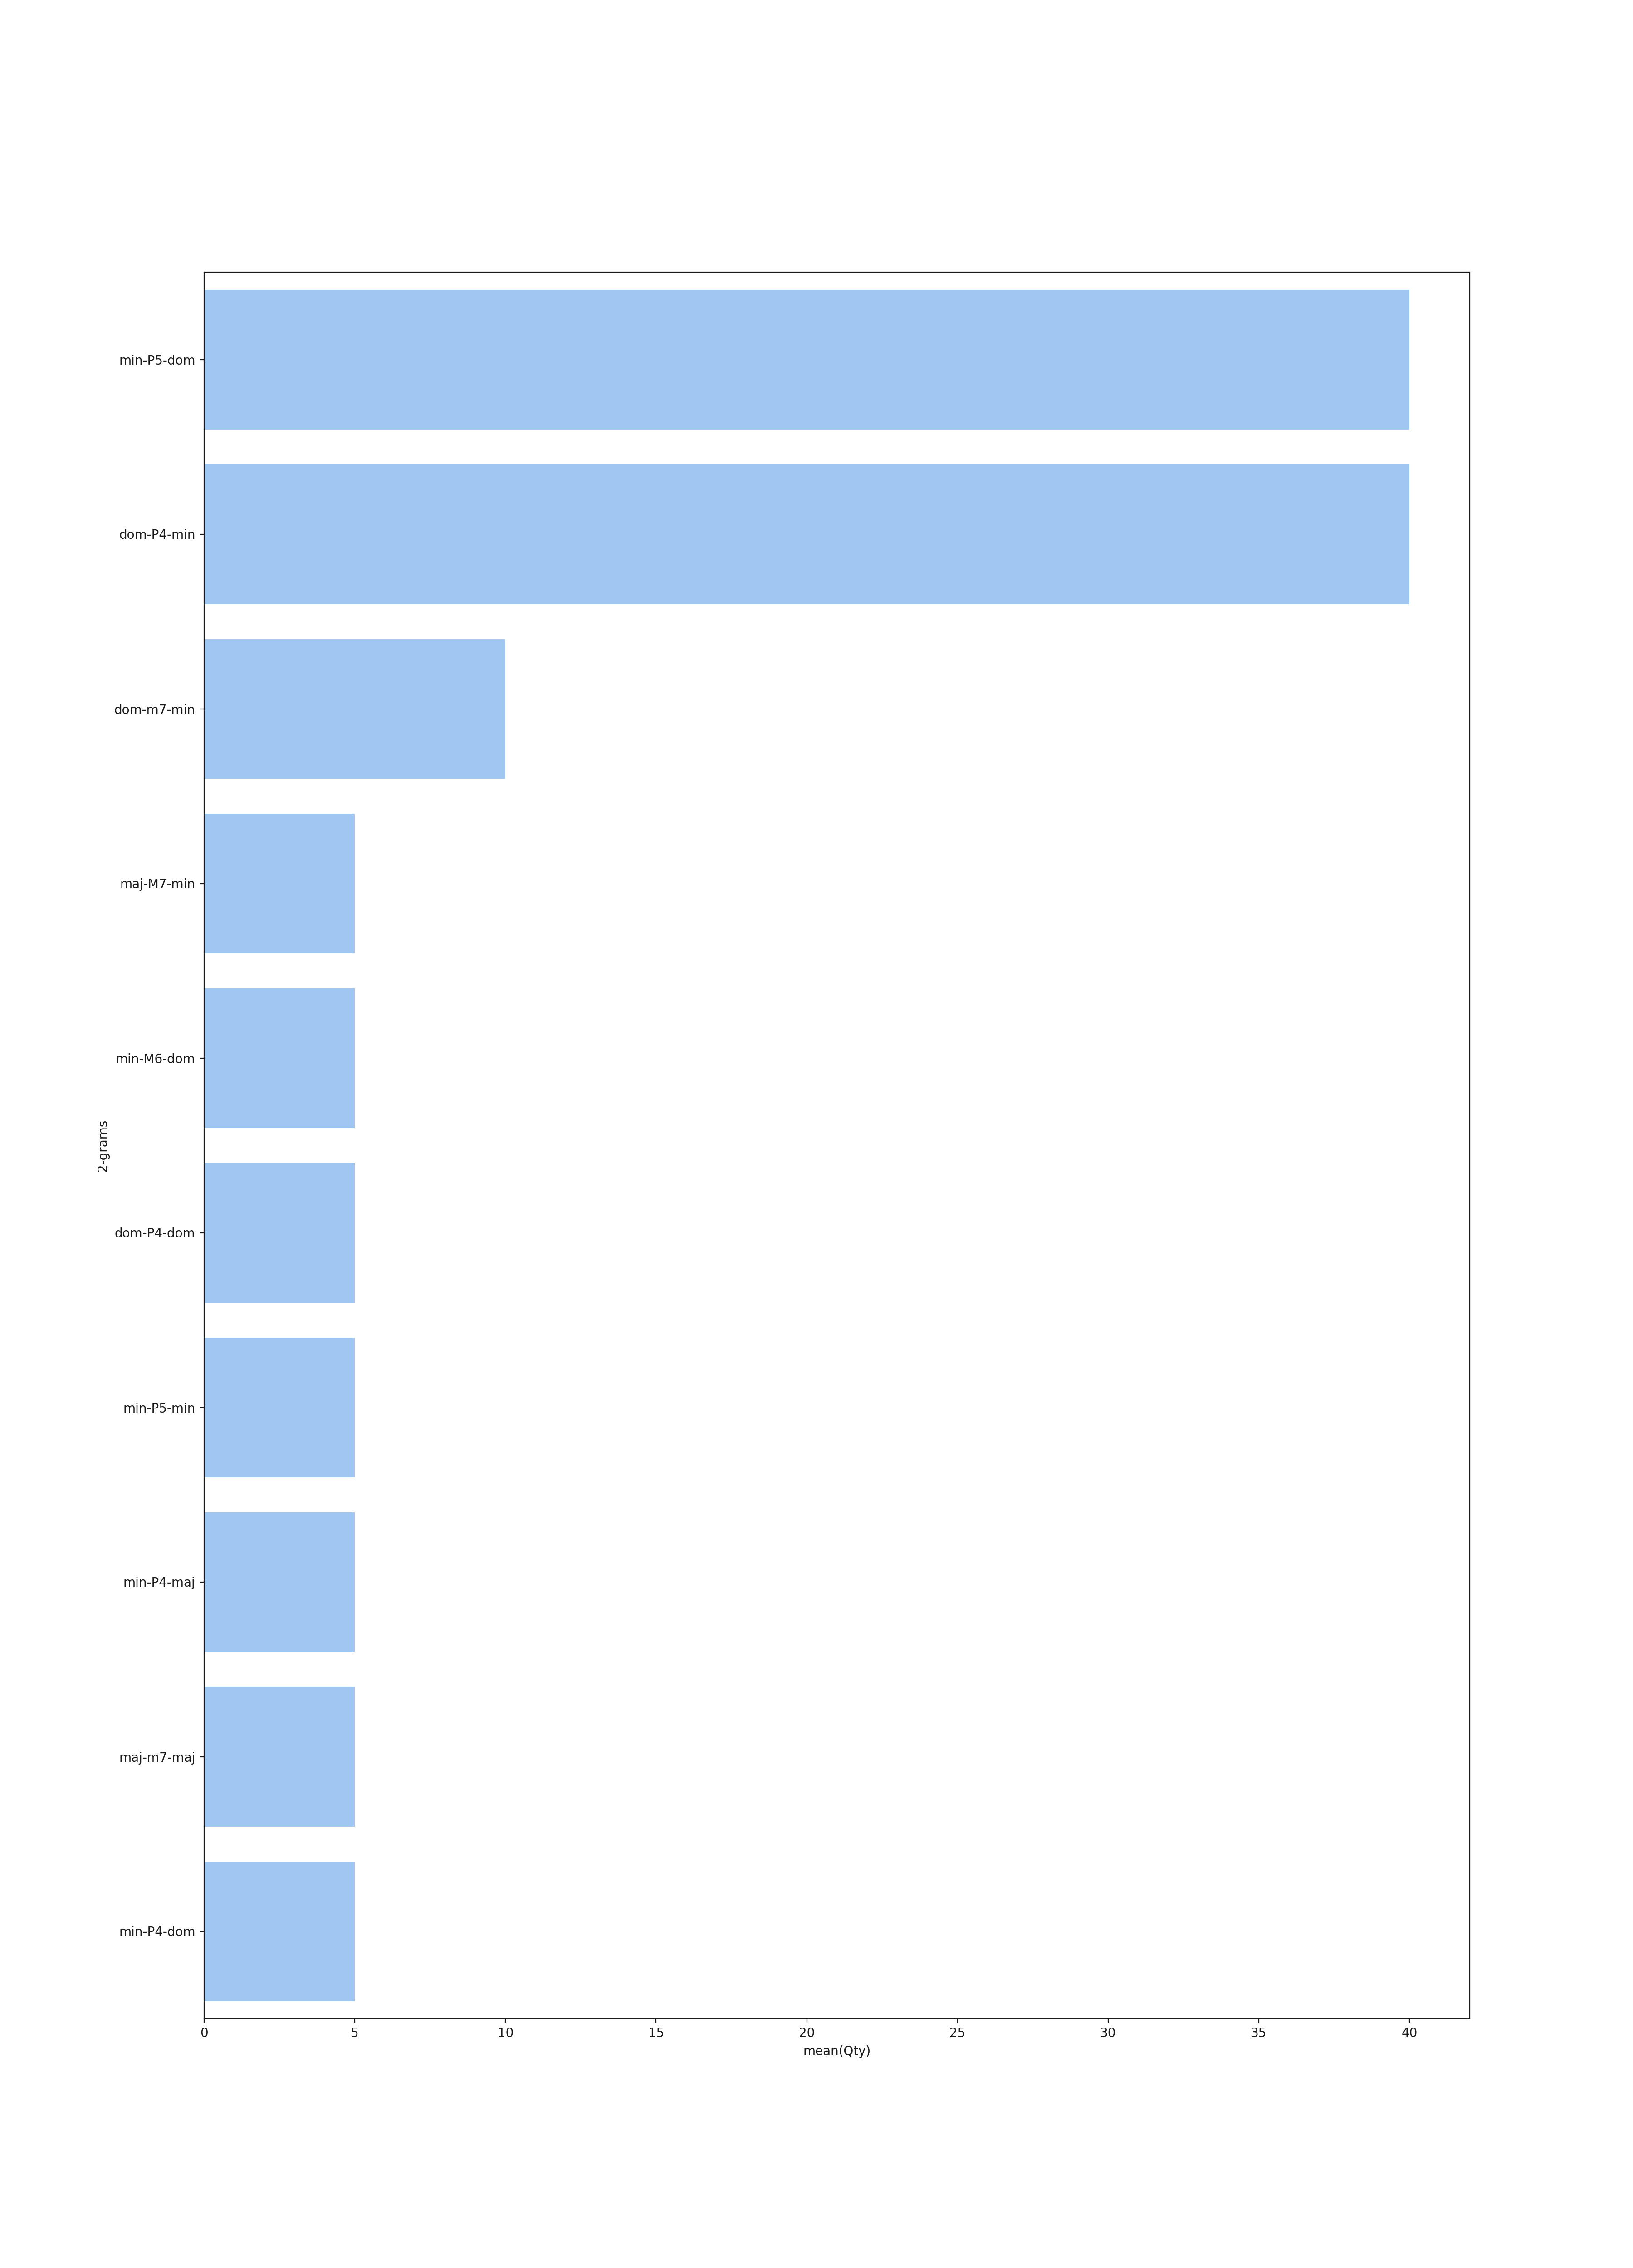 min-P5-dom
dom-P4-min
dom-m7-min
maj-M7-min
min-M6-dom
dom-P4-dom
min-P5-min
min-P4-maj
maj-m7-maj
min-P4-dom
2-grams
0 5 10 15 20 25 30 35 40
mean(Qty)